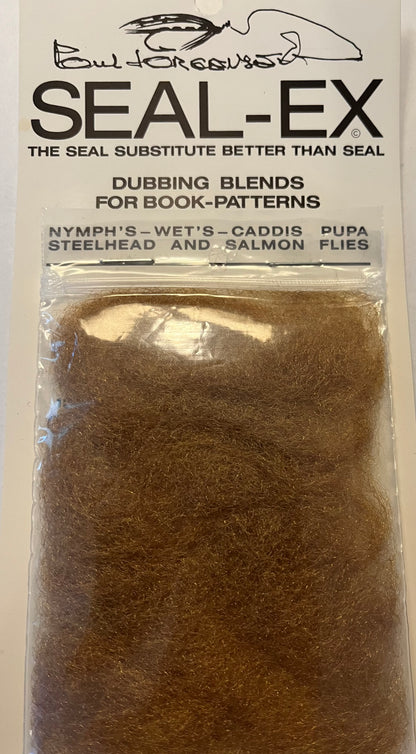 SEAL-EX©
THE SEAL SUBSTITUTE BETTER THAN SEAL
DUBBING BLENDS
FOR BOOK-PATTERNS
NYMPH'S-WET'S-CADDIS PUPA
STEELHEAD AND SALMON FLIES